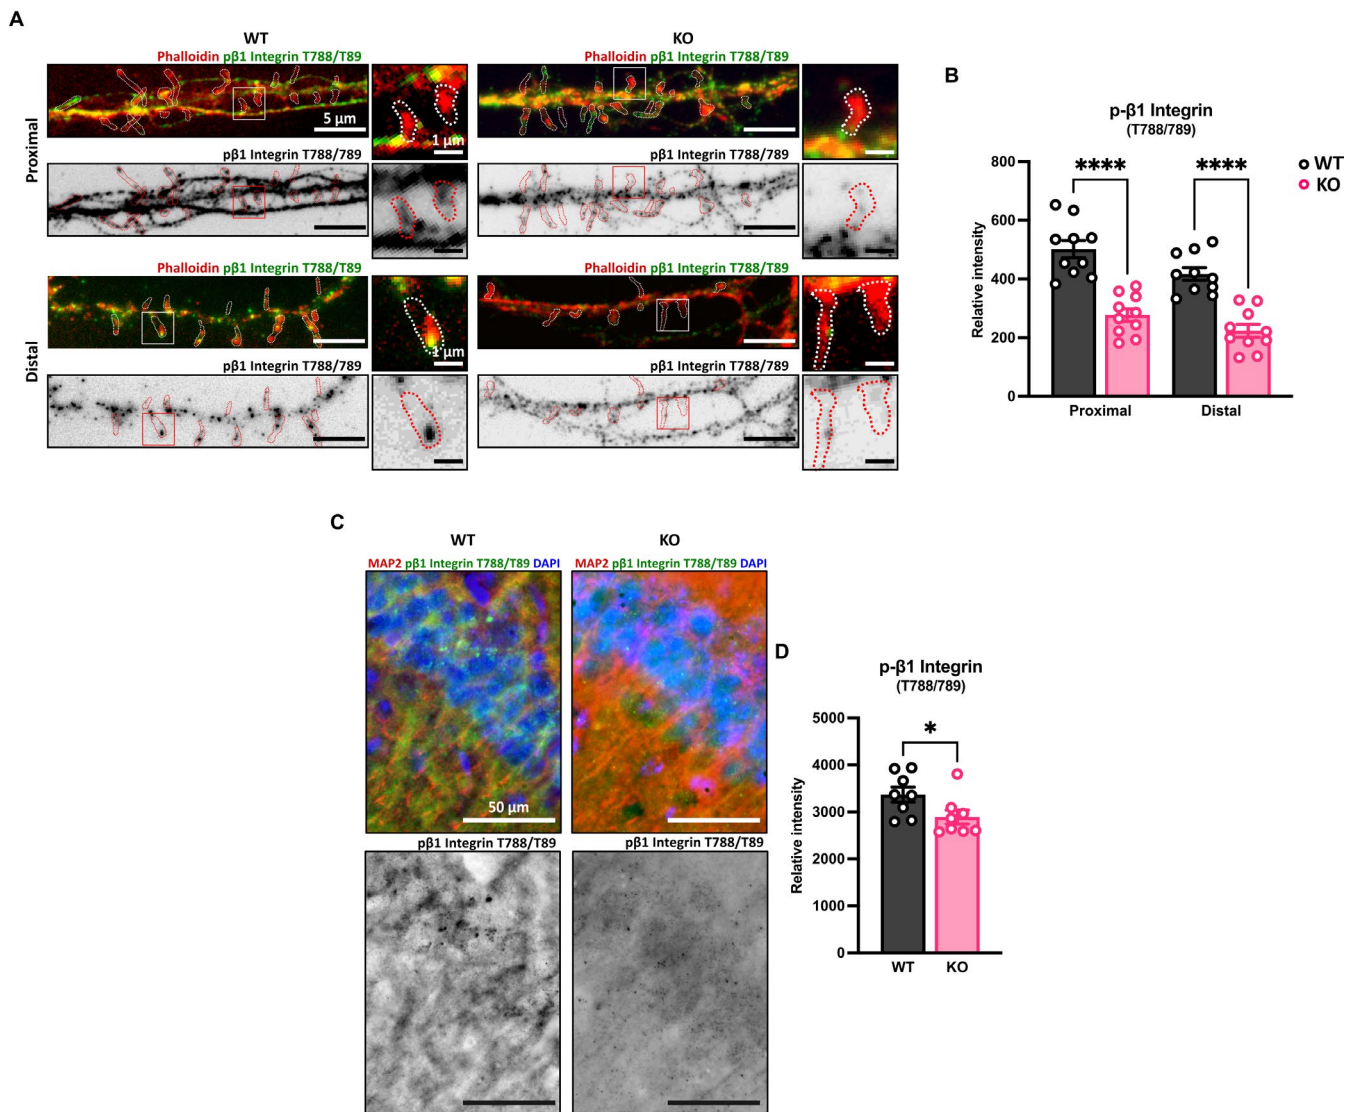 A
WT
KO
Phalloidin pβ1 Integrin T788/T89
Phalloidin pβ1 Integrin T788/T89
Proximal
5 µm
1 µm
pβ1 Integrin T788/789
pβ1 Integrin T788/789
Phalloidin pβ1 Integrin T788/T89
Phalloidin pβ1 Integrin T788/T89
Distal
1 µm
pβ1 Integrin T788/789
pβ1 Integrin T788/789
B
p-β1 Integrin
(T788/789)
WT
KO
Relative intensity
800
600
400
200
0
****
****
Proximal
Distal
C
WT
KO
MAP2 pβ1 Integrin T788/T89 DAPI
MAP2 pβ1 Integrin T788/T89 DAPI
50 µm
pβ1 Integrin T788/T89
pβ1 Integrin T788/T89
D
p-β1 Integrin
(T788/789)
Relative intensity
5000
4000
3000
2000
1000
0
*
WT
KO